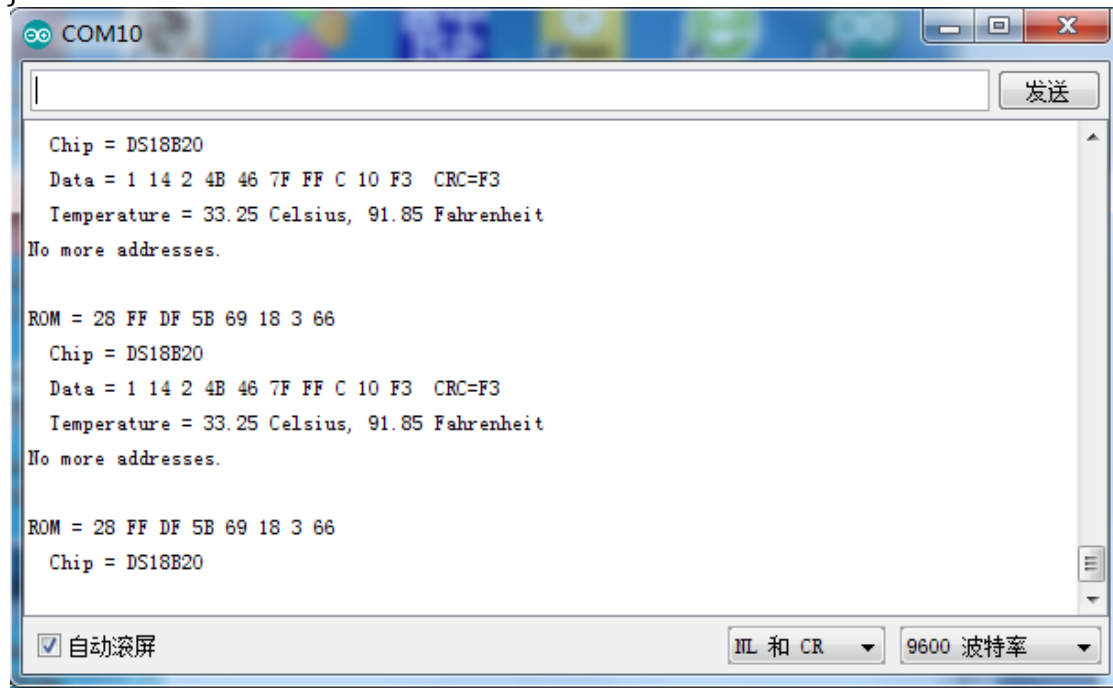 COM10
发送
Chip = DS18B20
Data = 1 14 2 4B 46 7F FF C 10 F3  CRC=F3
Temperature = 33.25 Celsius, 91.85 Fahrenheit
No more addresses.
ROM = 28 FF DF 5B 69 18 3 66
Chip = DS18B20
Data = 1 14 2 4B 46 7F FF C 10 F3  CRC=F3
Temperature = 33.25 Celsius, 91.85 Fahrenheit
No more addresses.
ROM = 28 FF DF 5B 69 18 3 66
Chip = DS18B20
自动滚屏
NL 和 CR
9600 波特率